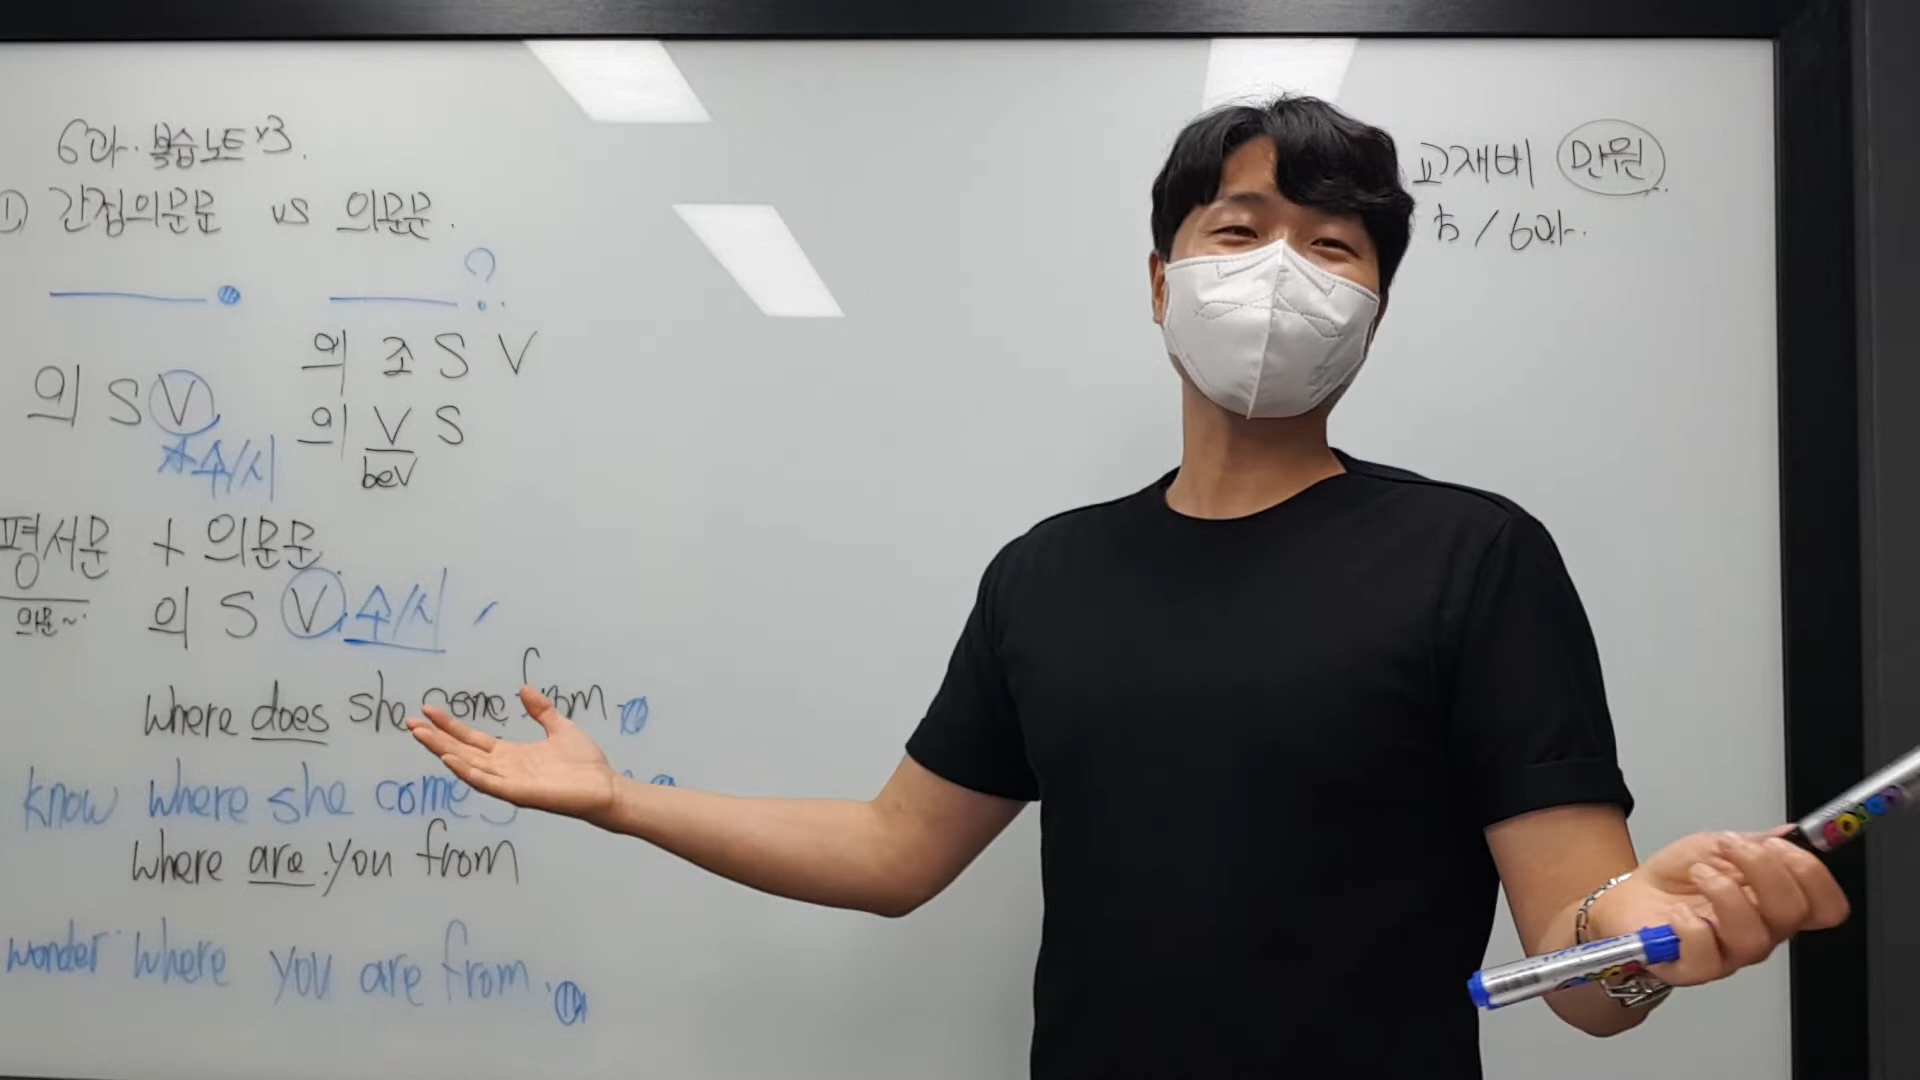 6과. 복습노트 x3.
① 간접의문문 vs 의문문.
?
의 S V
수/시
의 조 S V
의 V S
beV
평서문 + 의문문
의문~
의 S V 수/시
where does she come from
know where she comes
where are you from
wonder where you are from.
교재비 만원
5/6과.